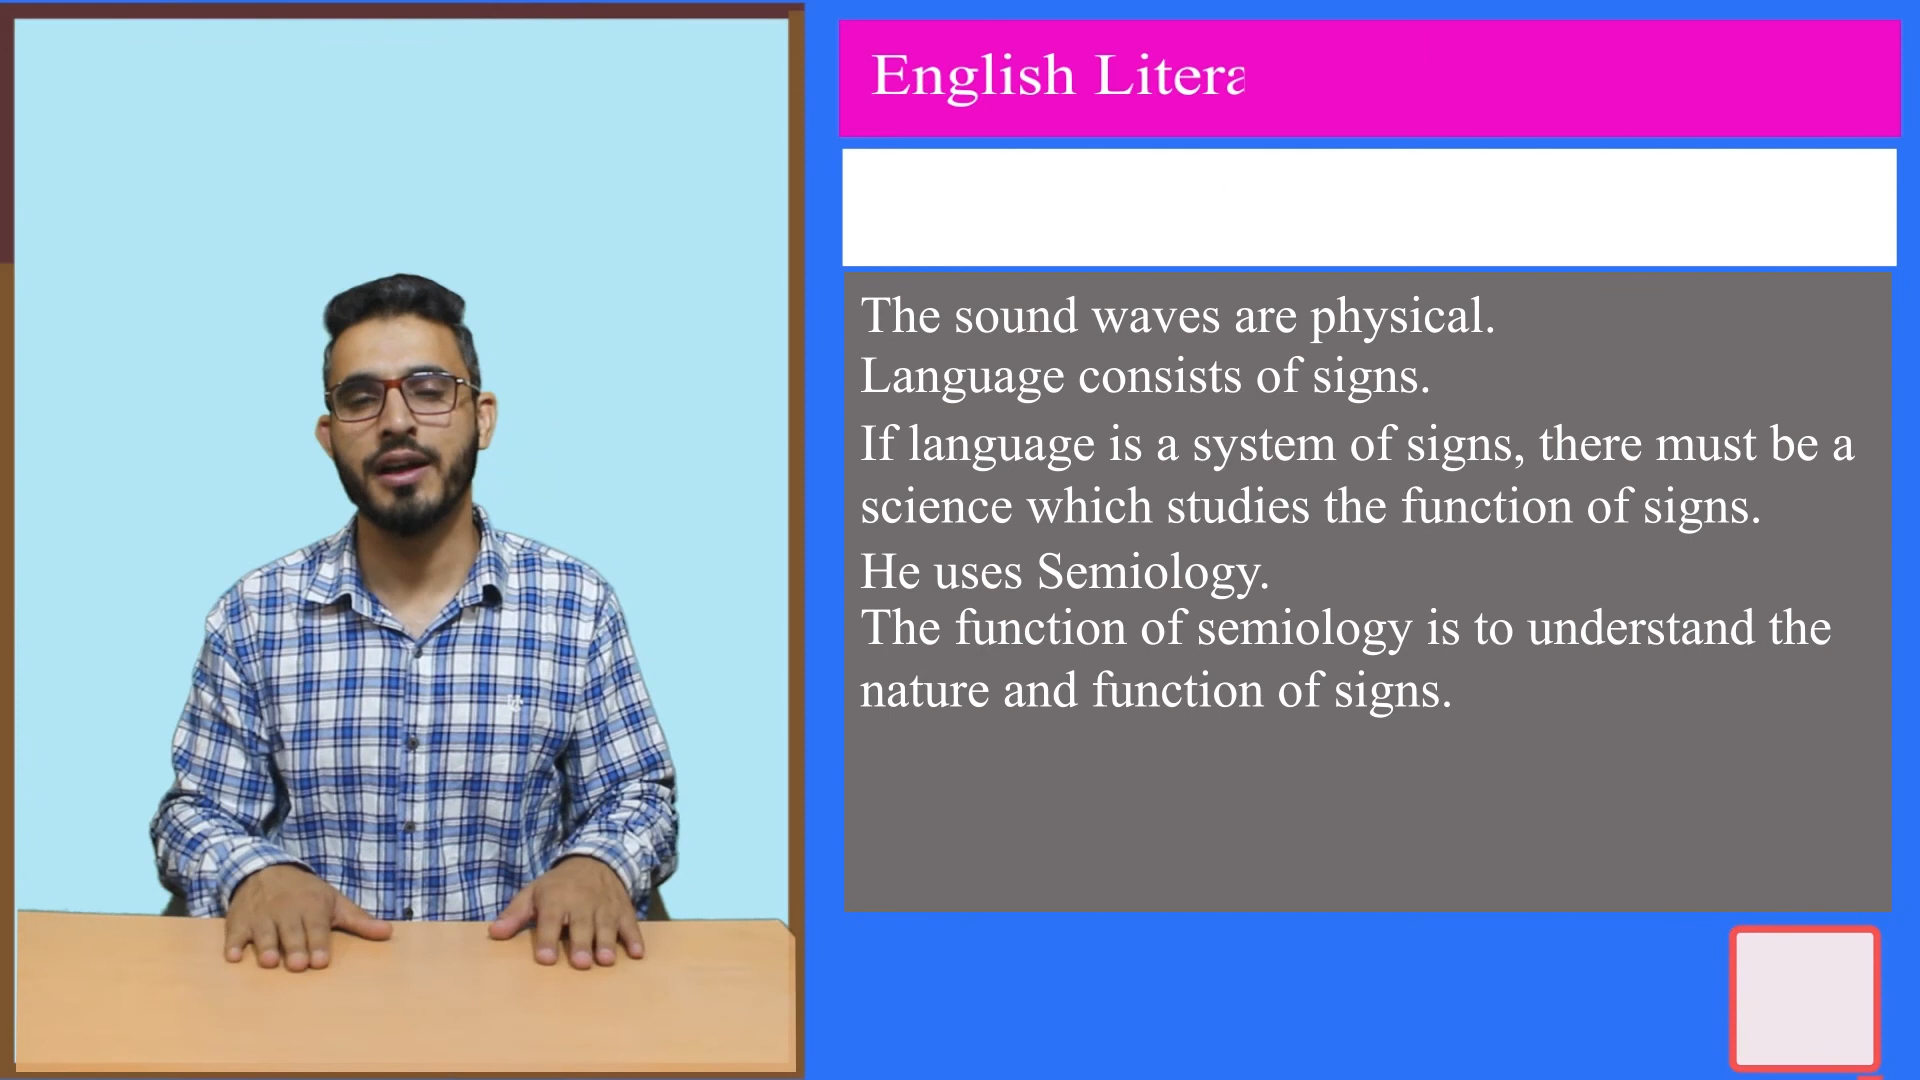 English Litera
The sound waves are physical.
Language consists of signs.
If language is a system of signs, there must be a
science which studies the function of signs.
He uses Semiology.
The function of semiology is to understand the
nature and function of signs.